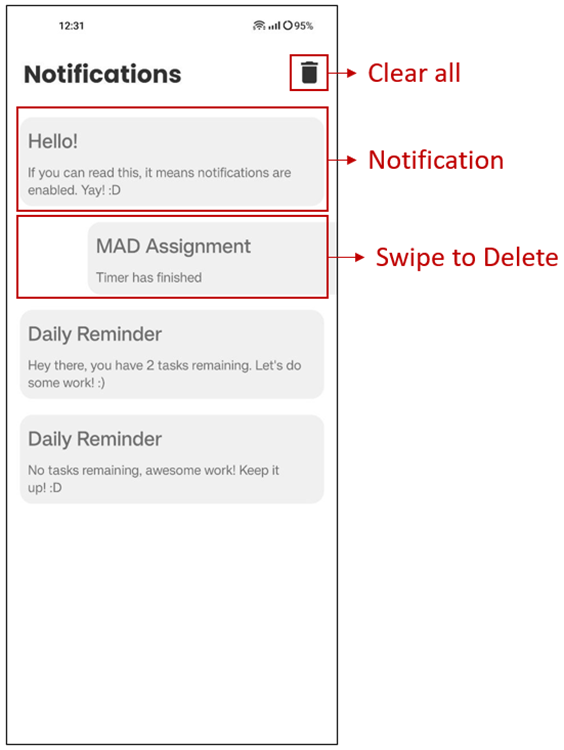 12:31 95%
Notifications
Clear all
Hello!
If you can read this, it means notifications are
enabled. Yay! :D
Notification
MAD Assignment
Timer has finished
Swipe to Delete
Daily Reminder
Hey there, you have 2 tasks remaining. Let's do
some work! :)
Daily Reminder
No tasks remaining, awesome work! Keep it
up! :D